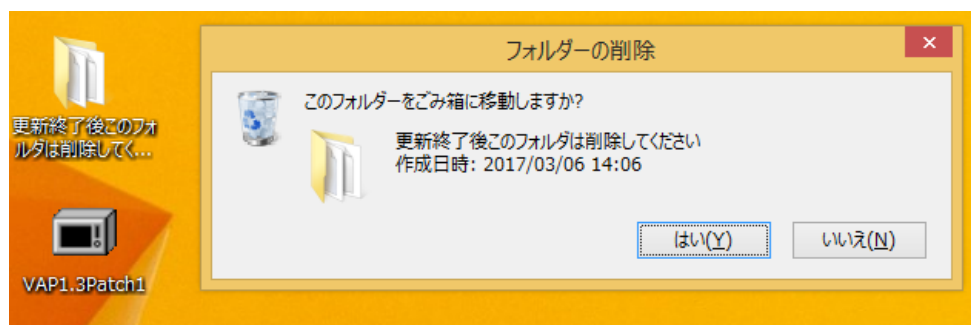 フォルダーの削除
このフォルダーをごみ箱に移動しますか?
更新終了後このフォルダは削除してください
作成日時: 2017/03/06 14:06
はい(Y)
いいえ(N)
更新終了後このフォ
ルダは削除してく...
VAP1.3Patch1